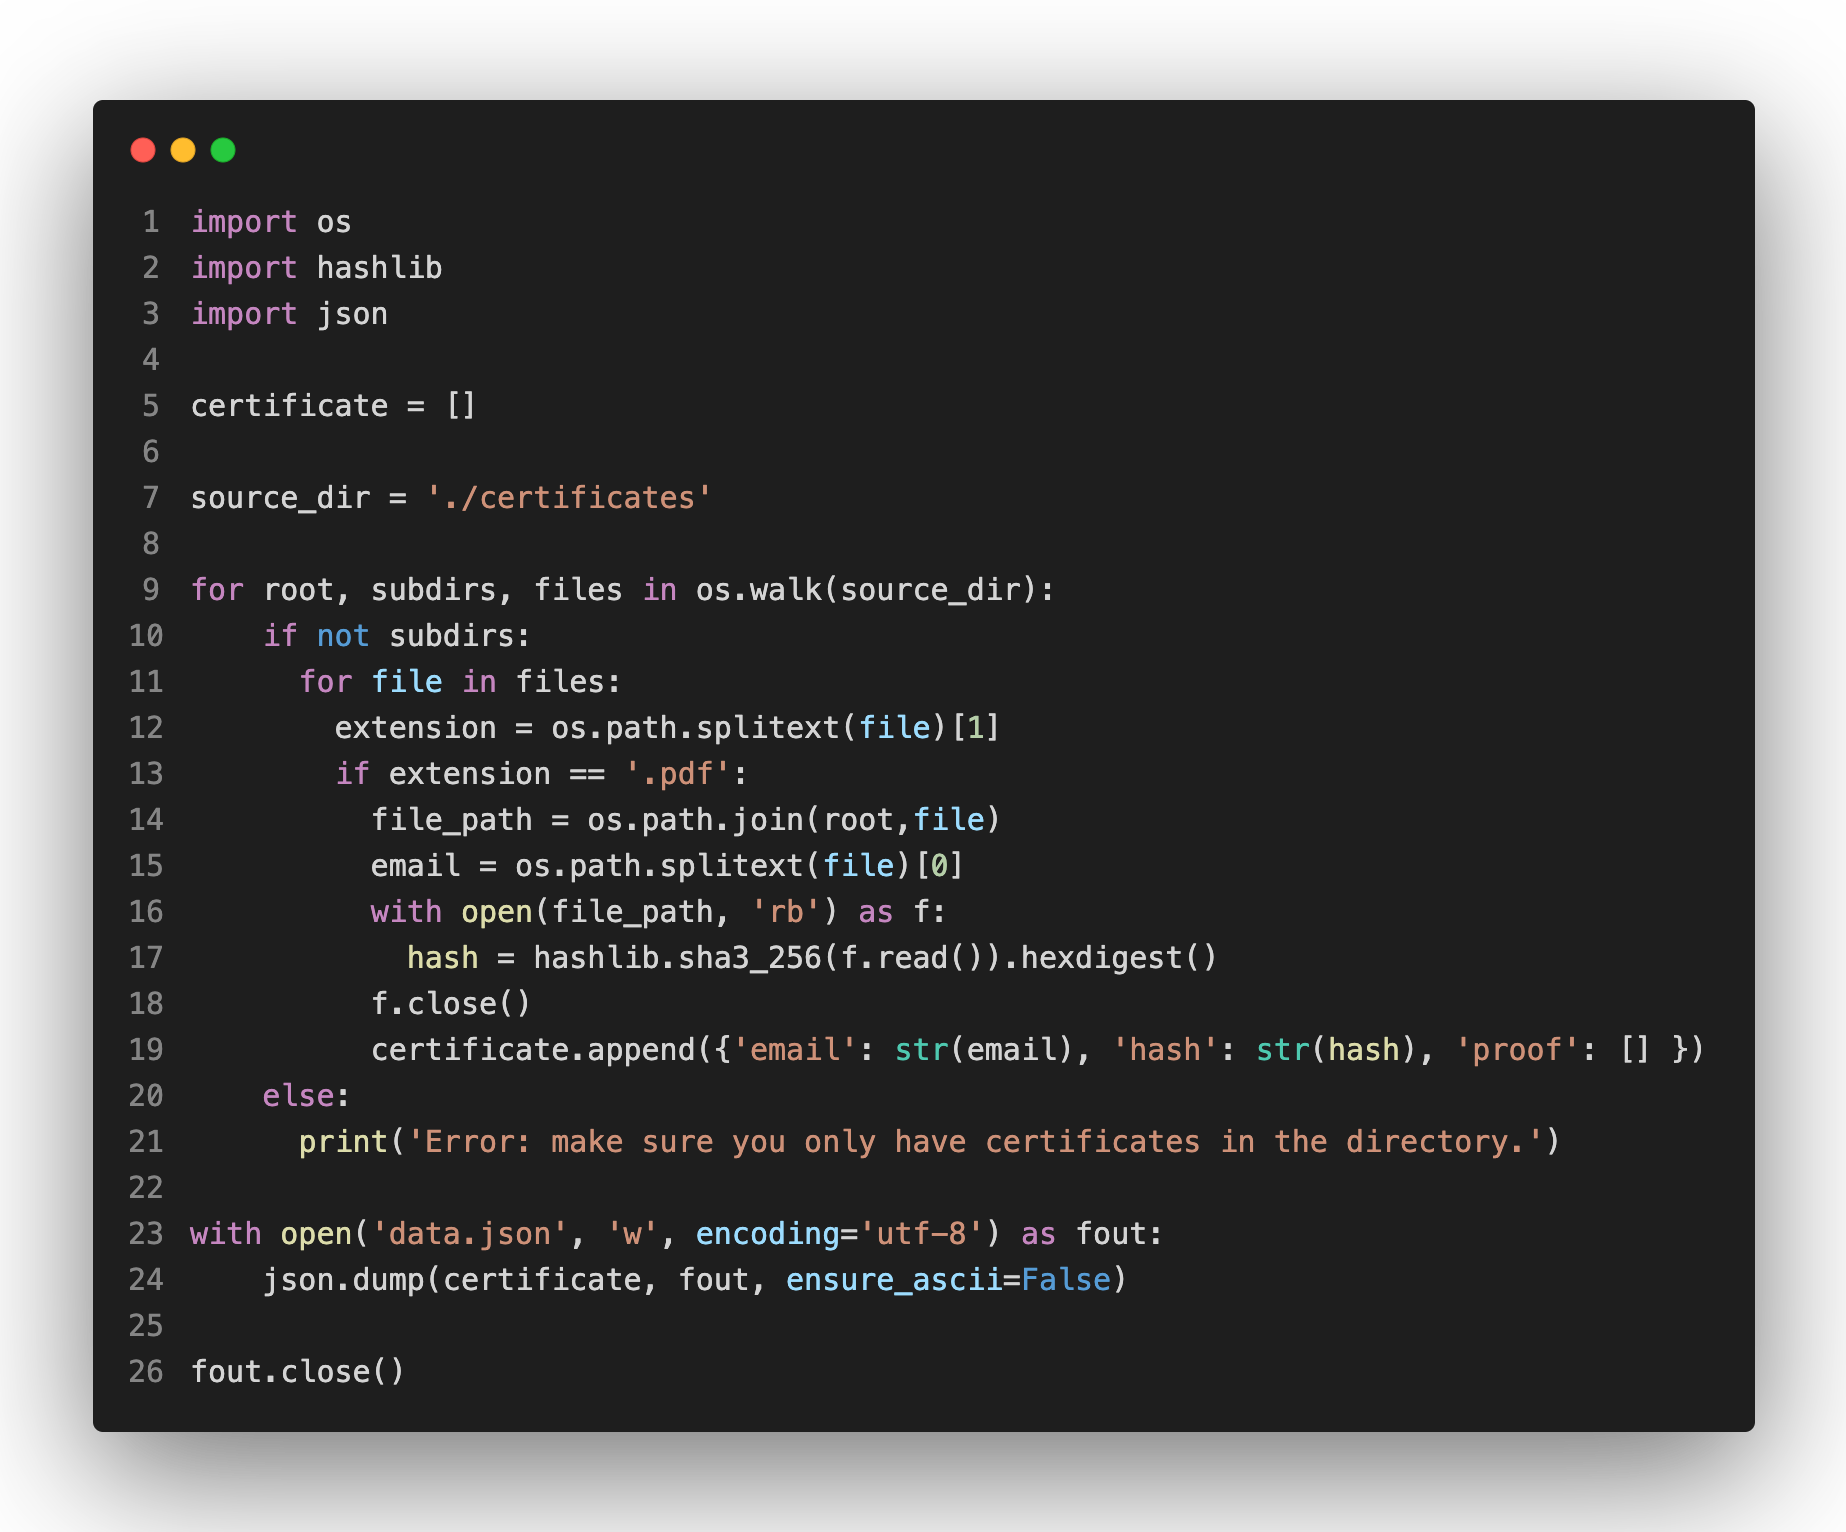 1 import os
2 import hashlib
3 import json
4
5 certificate = []
6
7 source_dir = './certificates'
8
9 for root, subdirs, files in os.walk(source_dir):
10     if not subdirs:
11       for file in files:
12         extension = os.path.splitext(file)[1]
13         if extension == '.pdf':
14           file_path = os.path.join(root,file)
15           email = os.path.splitext(file)[0]
16           with open(file_path, 'rb') as f:
17             hash = hashlib.sha3_256(f.read()).hexdigest()
18           f.close()
19           certificate.append({'email': str(email), 'hash': str(hash), 'proof': [] })
20     else:
21       print('Error: make sure you only have certificates in the directory.')
22
23 with open('data.json', 'w', encoding='utf-8') as fout:
24     json.dump(certificate, fout, ensure_ascii=False)
25
26 fout.close()